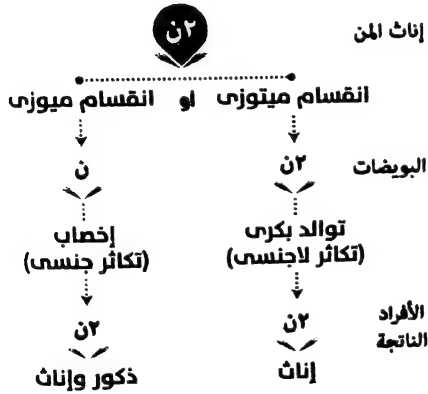 إناث المن
٢ن
انقسام ميتوزى أو انقسام ميوزى
البويضات
٢ن
ن
توالد بكرى
(تكاثر لاجنسى)
إخصاب
(تكاثر جنسى)
الأفراد
الناتجة
٢ن
٢ن
إناث
ذكور وإناث